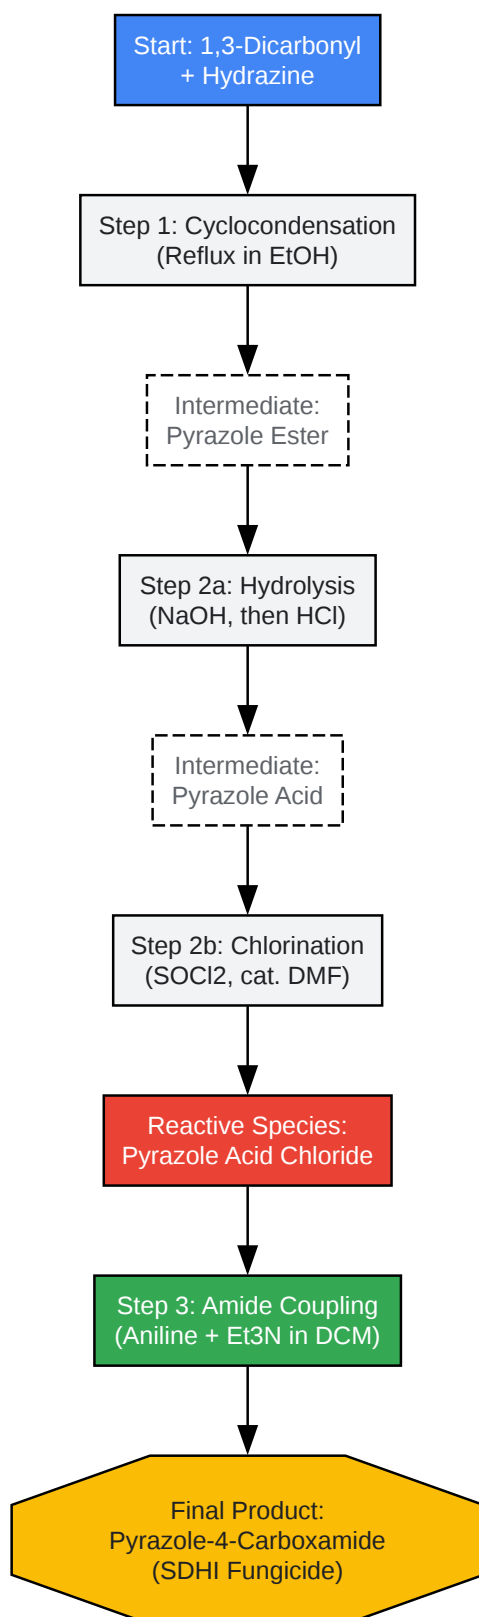 Start: 1,3-Dicarbonyl
+ Hydrazine
Step 1: Cyclocondensation
(Reflux in EtOH)
Intermediate:
Pyrazole Ester
Step 2a: Hydrolysis
(NaOH, then HCl)
Intermediate:
Pyrazole Acid
Step 2b: Chlorination
(SOCl2, cat. DMF)
Reactive Species:
Pyrazole Acid Chloride
Step 3: Amide Coupling
(Aniline + Et3N in DCM)
Final Product:
Pyrazole-4-Carboxamide
(SDHI Fungicide)